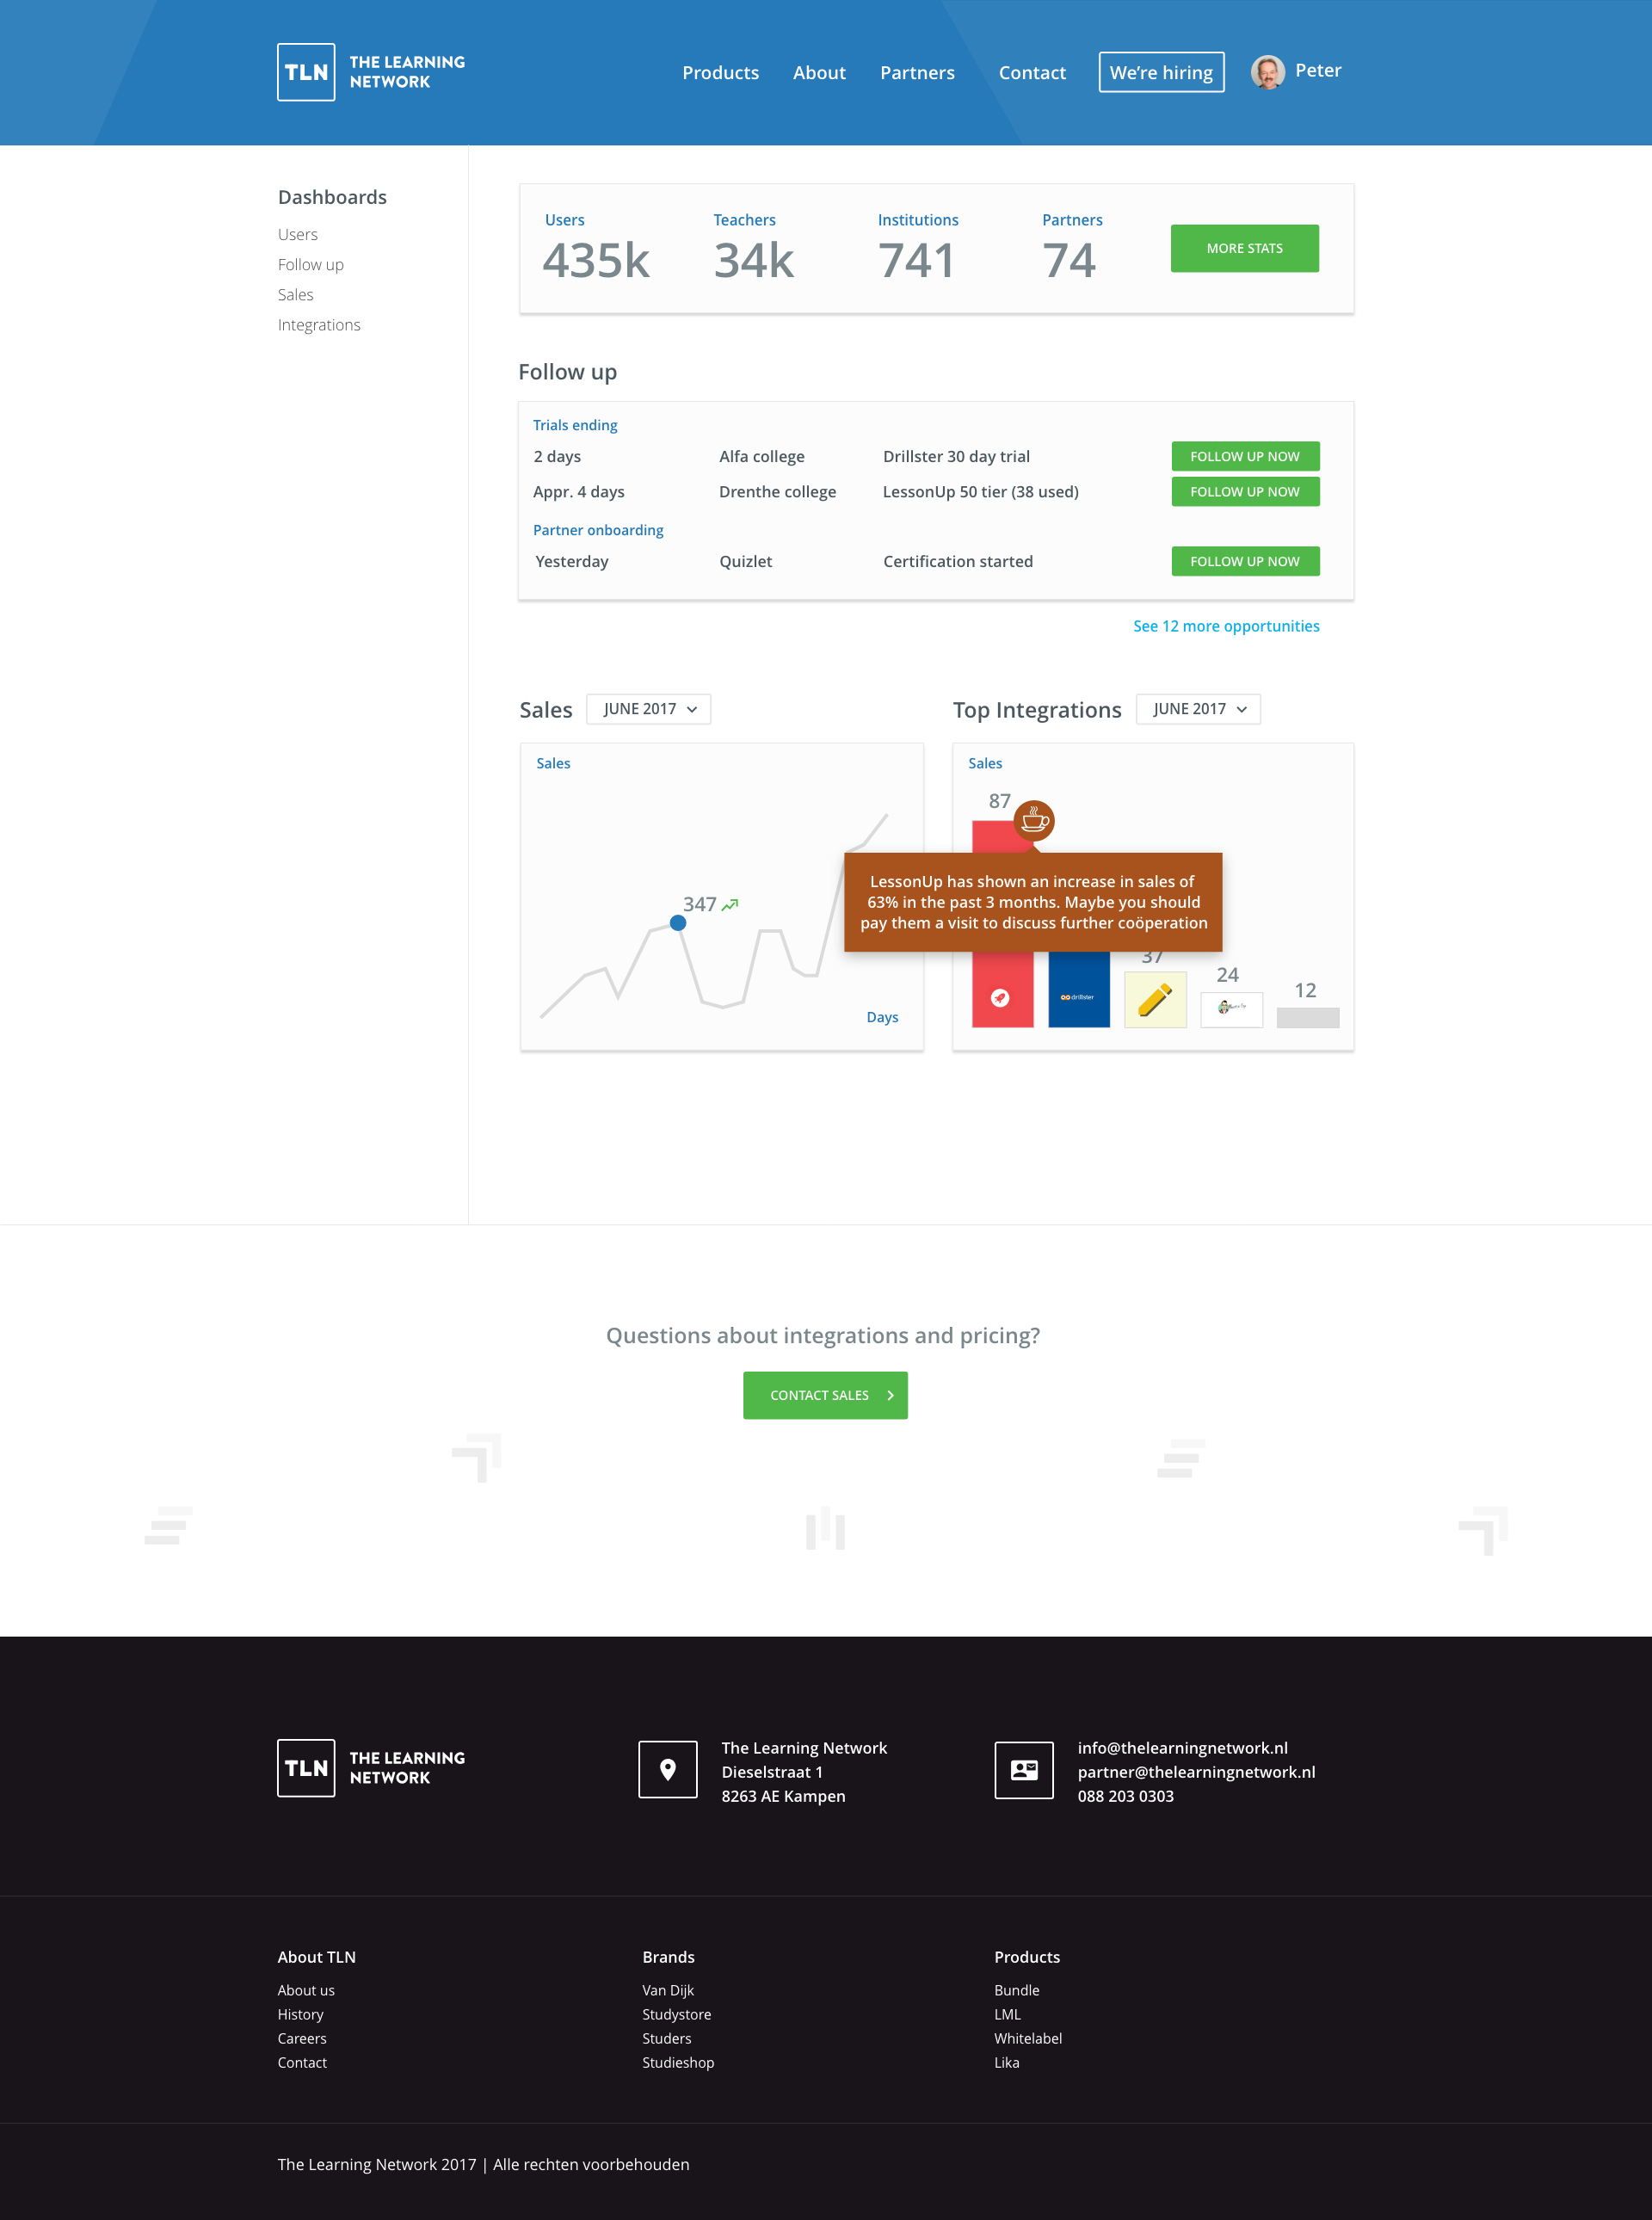 TLN
THE LEARNING
NETWORK
Products
About
Partners
Contact
We’re hiring
Peter
Dashboards
Users
Follow up
Sales
Integrations
Users
Teachers
Institutions
Partners
435k
34k
741
74
MORE STATS
Follow up
Trials ending
2 days
Alfa college
Drillster 30 day trial
FOLLOW UP NOW
Appr. 4 days
Drenthe college
LessonUp 50 tier (38 used)
FOLLOW UP NOW
Partner onboarding
Yesterday
Quizlet
Certification started
FOLLOW UP NOW
See 12 more opportunities
Sales
JUNE 2017
Sales
347
Days
Top Integrations
JUNE 2017
Sales
87
LessonUp has shown an increase in sales of
63% in the past 3 months. Maybe you should
pay them a visit to discuss further coöperation
37
24
12
drillster
Questions about integrations and pricing?
CONTACT SALES
TLN
THE LEARNING
NETWORK
The Learning Network
Dieselstraat 1
8263 AE Kampen
info@thelearningnetwork.nl
partner@thelearningnetwork.nl
088 203 0303
About TLN
About us
History
Careers
Contact
Brands
Van Dijk
Studystore
Studers
Studieshop
Products
Bundle
LML
Whitelabel
Lika
The Learning Network 2017 | Alle rechten voorbehouden